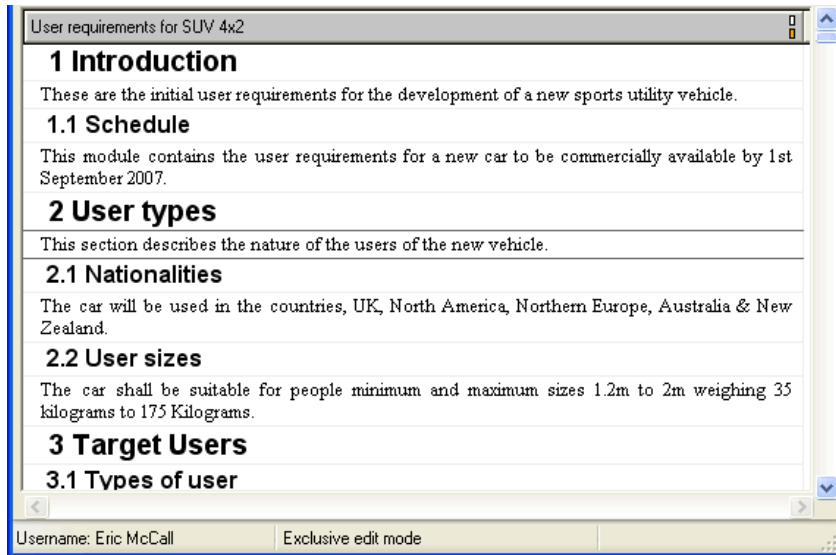 User requirements for SUV 4x2
1 Introduction
These are the initial user requirements for the development of a new sports utility vehicle.
1.1 Schedule
This module contains the user requirements for a new car to be commercially available by 1st
September 2007.
2 User types
This section describes the nature of the users of the new vehicle.
2.1 Nationalities
The car will be used in the countries, UK, North America, Northern Europe, Australia & New
Zealand.
2.2 User sizes
The car shall be suitable for people minimum and maximum sizes 1.2m to 2m weighing 35
kilograms to 175 Kilograms.
3 Target Users
3.1 Types of user
Username: Eric McCall
Exclusive edit mode